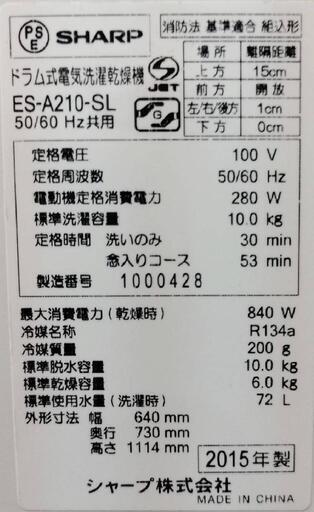 PSE SHARP
消防法 基準適合 組込形
ドラム式電気洗濯乾燥機
ES-A210-SL
50/60 Hz共用
S-JET
G
場所 離隔距離
上方 15cm
前方 開放
左/右/後方 1cm
下方 0cm
定格電圧 100 V
定格周波数 50/60 Hz
電動機定格消費電力 280 W
標準洗濯容量 10.0 kg
定格時間 洗いのみ 30 min
念入りコース 53 min
製造番号 1000428
最大消費電力(乾燥時) 840 W
冷媒名称 R134a
冷媒質量 200 g
標準脱水容量 10.0 kg
標準乾燥容量 6.0 kg
標準使用水量(洗濯時) 72 L
外形寸法 幅 640 mm
奥行 730 mm
高さ 1114 mm
2015年製
シャープ株式会社
MADE IN CHINA